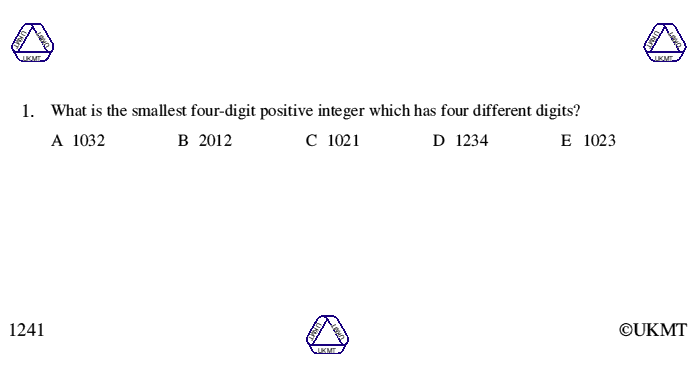 UKMT UKMT UKMT
UKMT UKMT UKMT
1. What is the smallest four-digit positive integer which has four different digits?
A 1032 B 2012 C 1021 D 1234 E 1023
1241
UKMT UKMT UKMT
©UKMT